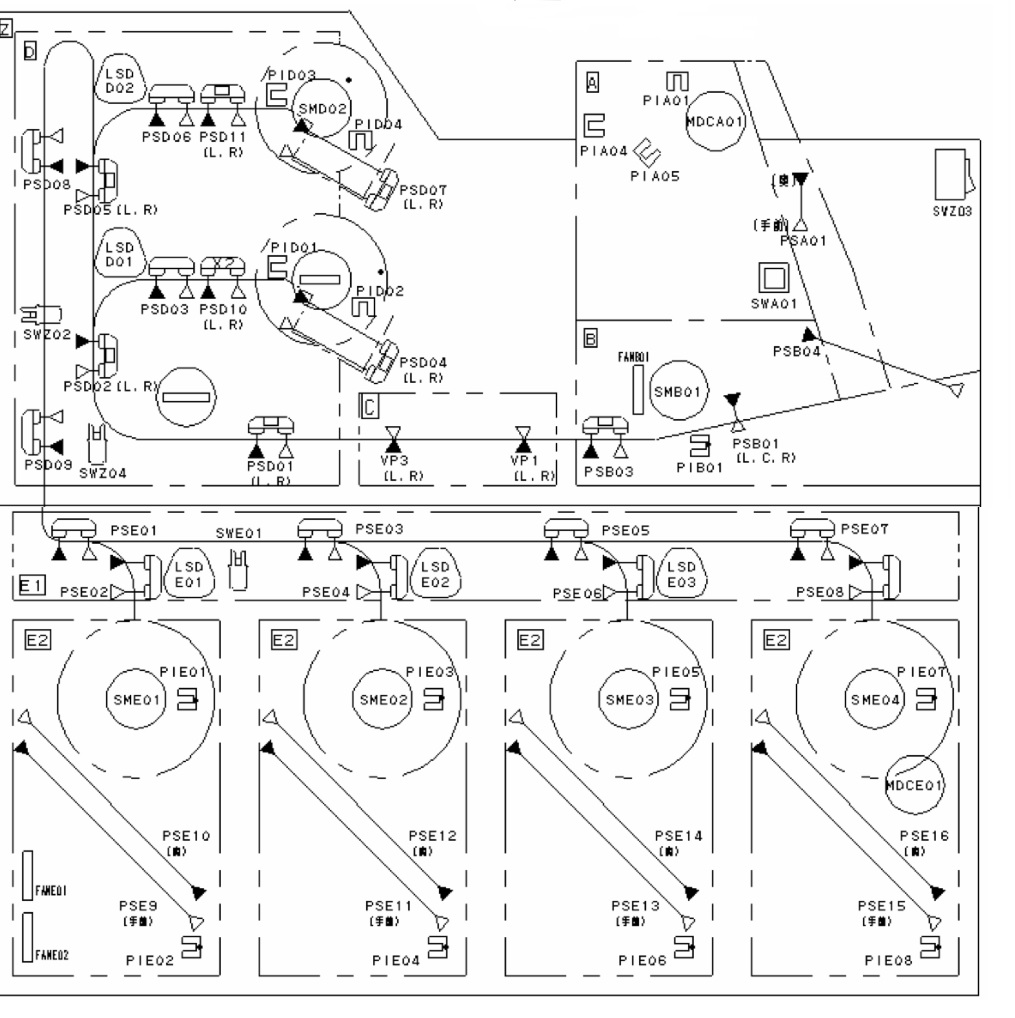 Z
D
LSD
D02
PID03
SMD02
PID04
PSD06
PSD11
(L.R)
PSD08
PSD05(L.R)
PSD07
(L.R)
A
PIA01
MDCA01
PIA04
PIA05
(奥)
(手前)
PSA01
SWZ03
SWA01
LSD
D01
X2
PID01
PID02
PSD03
PSD10
(L.R)
SWZ02
PSD02(L.R)
PSD04
(L.R)
B
PSB04
FANB01
SMB01
C
PSD09
SWZ04
PSD01
(L.R)
VP3
(L.R)
VP1
(L.R)
PSB03
PIB01
PSB01
(L.C.R)
PSE01
SWE01
PSE03
PSE05
PSE07
E1
PSE02
LSD
E01
PSE04
LSD
E02
PSE06
LSD
E03
PSE08
E2
E2
E2
E2
PIE01
SME01
PIE03
SME02
PIE05
SME03
PIE07
SME04
MDCE01
PSE10
(奥)
PSE12
(奥)
PSE14
(奥)
PSE16
(奥)
FANE01
FANE02
PSE9
(手前)
PSE11
(手前)
PSE13
(手前)
PSE15
(手前)
PIE02
PIE04
PIE06
PIE08